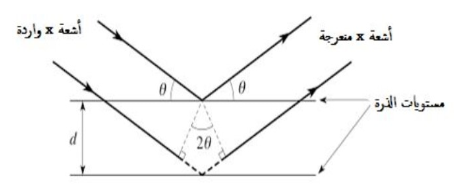 أشعة x واردة
أشعة x منعرجة
θ
θ
مستويات الذرة
d
2θ